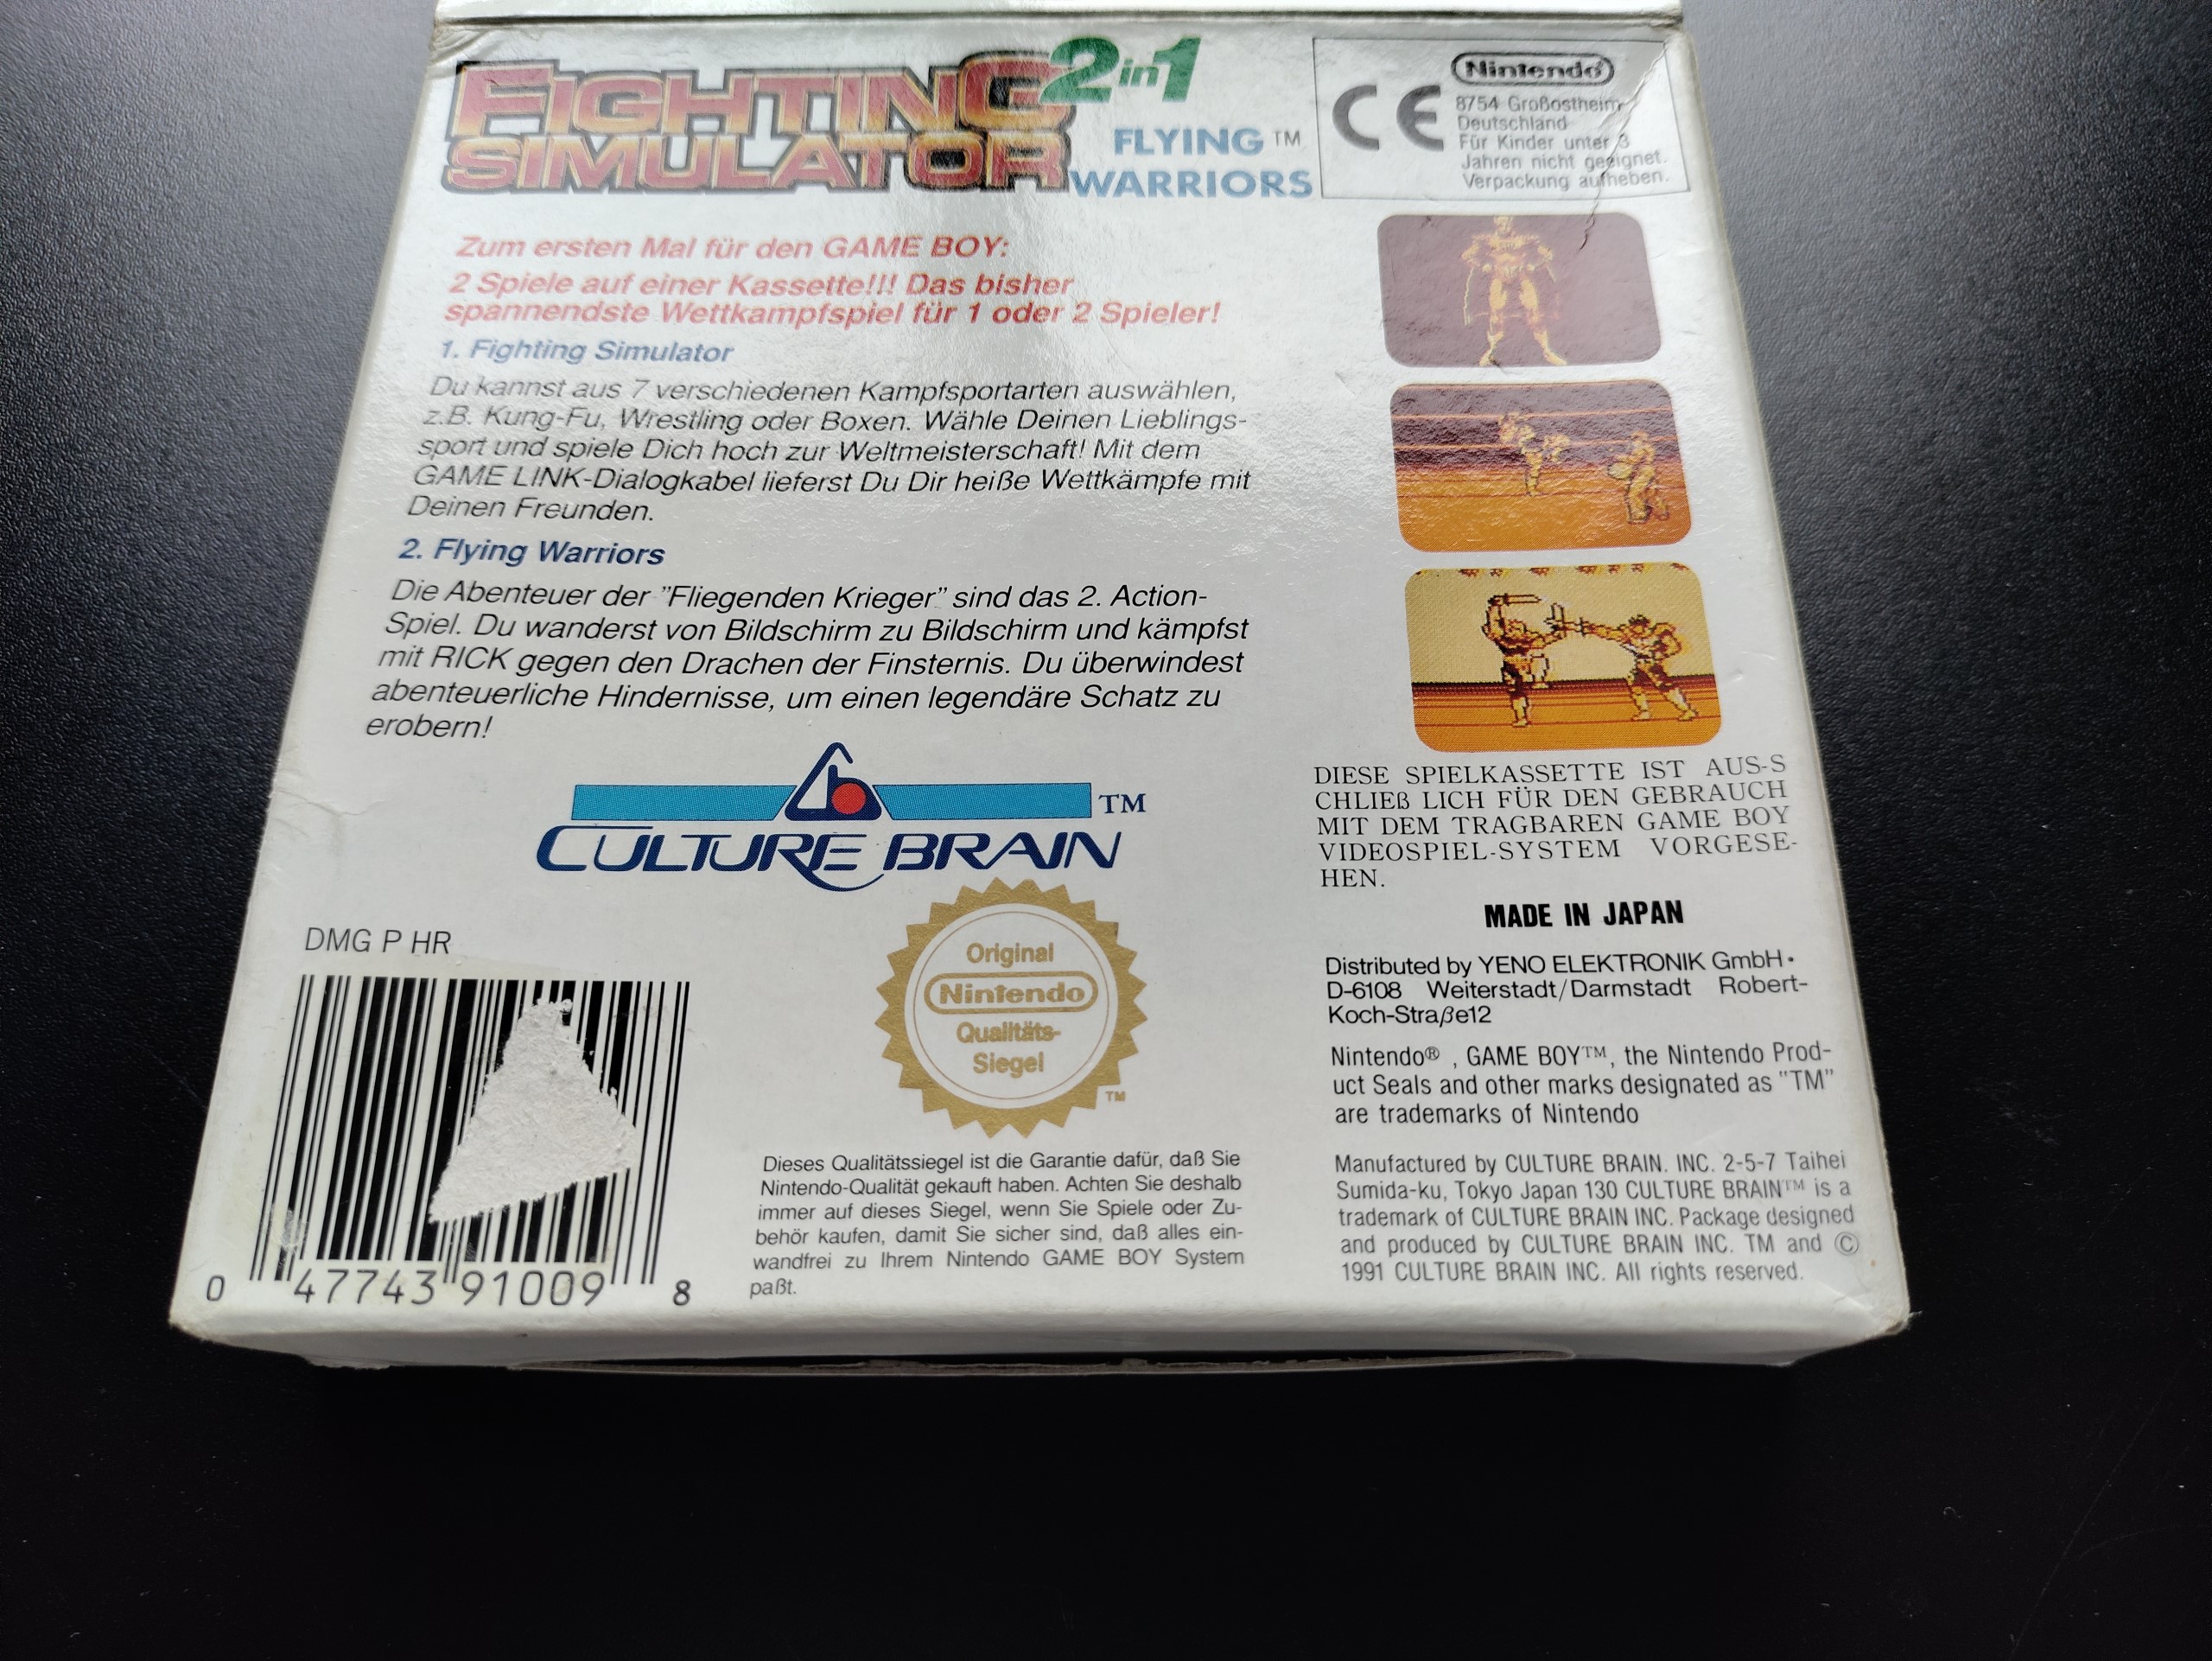 FIGHTING 2in1
SIMULATOR
FLYING™
WARRIORS
Nintendo
CE
8754 Großostheim
Deutschland
Für Kinder unter 3
Jahren nicht geeignet.
Verpackung aufheben.
Zum ersten Mal für den GAME BOY:
2 Spiele auf einer Kassette!!! Das bisher
spannendste Wettkampfspiel für 1 oder 2 Spieler!
1. Fighting Simulator
Du kannst aus 7 verschiedenen Kampfsportarten auswählen,
z.B. Kung-Fu, Wrestling oder Boxen. Wähle Deinen Lieblings-
sport und spiele Dich hoch zur Weltmeisterschaft! Mit dem
GAME LINK-Dialogkabel lieferst Du Dir heiße Wettkämpfe mit
Deinen Freunden.
2. Flying Warriors
Die Abenteuer der "Fliegenden Krieger" sind das 2. Action-
Spiel. Du wanderst von Bildschirm zu Bildschirm und kämpfst
mit RICK gegen den Drachen der Finsternis. Du überwindest
abenteuerliche Hindernisse, um einen legendäre Schatz zu
erobern!
cb
TM
CULTURE BRAIN
DMG P HR
0 47743 91009 8
Original
Nintendo
Qualitäts-
Siegel
TM
Dieses Qualitätssiegel ist die Garantie dafür, daß Sie
Nintendo-Qualität gekauft haben. Achten Sie deshalb
immer auf dieses Siegel, wenn Sie Spiele oder Zu-
behör kaufen, damit Sie sicher sind, daß alles ein-
wandfrei zu Ihrem Nintendo GAME BOY System
paßt.
DIESE SPIELKASSETTE IST AUS-S
CHLIEß LICH FÜR DEN GEBRAUCH
MIT DEM TRAGBAREN GAME BOY
VIDEOSPIEL-SYSTEM VORGESE-
HEN.
MADE IN JAPAN
Distributed by YENO ELEKTRONIK GmbH•
D-6108 Weiterstadt/Darmstadt Robert-
Koch-Straße12
Nintendo® , GAME BOY™, the Nintendo Prod-
uct Seals and other marks designated as "TM"
are trademarks of Nintendo
Manufactured by CULTURE BRAIN. INC. 2-5-7 Taihei
Sumida-ku, Tokyo Japan 130 CULTURE BRAIN™ is a
trademark of CULTURE BRAIN INC. Package designed
and produced by CULTURE BRAIN INC. TM and ©
1991 CULTURE BRAIN INC. All rights reserved.